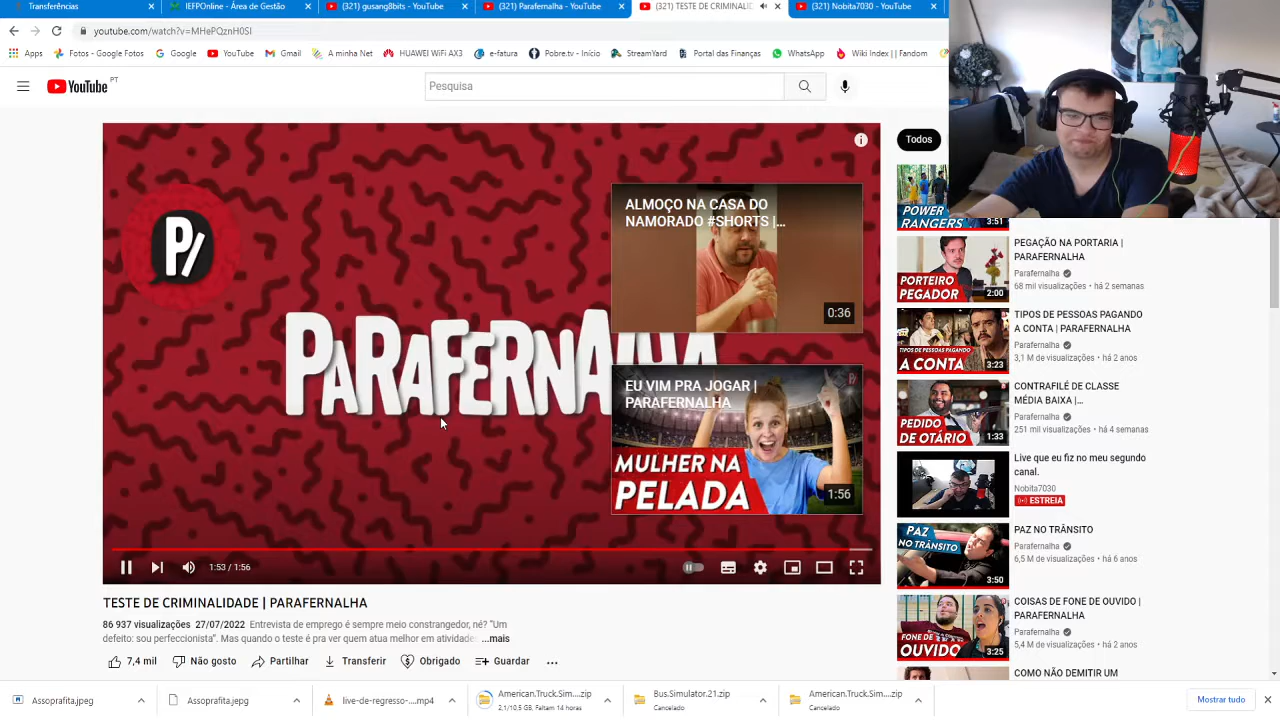 Transferências
IEFPOnline - Área de Gestão
(321) gusang8bits - YouTube
(321) Parafernalha - YouTube
(321) TESTE DE CRIMINALID
(321) Nobita7030 - YouTube
youtube.com/watch?v=MHePQznH0SI
Apps
Fotos - Google Fotos
Google
YouTube
Gmail
A minha Net
HUAWEI WiFi AX3
e-fatura
Pobre.tv - Início
StreamYard
Portal das Finanças
WhatsApp
Wiki Index | | Fandom
YouTube PT
Pesquisa
P/
PARAFERNALHA
ALMOÇO NA CASA DO
NAMORADO #SHORTS |...
0:36
EU VIM PRA JOGAR |
PARAFERNALHA
MULHER NA
PELADA
1:56
1:53 / 1:56
TESTE DE CRIMINALIDADE | PARAFERNALHA
86 937 visualizações 27/07/2022 Entrevista de emprego é sempre meio constrangedor, né? "Um
defeito: sou perfeccionista". Mas quando o teste é pra ver quem atua melhor em atividades ...mais
7,4 mil
Não gosto
Partilhar
Transferir
Obrigado
Guardar
Todos
POWER
RANGERS
3:51
PORTEIRO
PEGADOR
2:00
PEGAÇÃO NA PORTARIA |
PARAFERNALHA
Parafernalha
68 mil visualizações • há 2 semanas
TIPOS DE PESSOAS PAGANDO
A CONTA
3:23
TIPOS DE PESSOAS PAGANDO
A CONTA | PARAFERNALHA
Parafernalha
3,1 M de visualizações • há 2 anos
PEDIDO
DE OTÁRIO
1:33
CONTRAFILÉ DE CLASSE
MÉDIA BAIXA |...
Parafernalha
251 mil visualizações • há 4 semanas
Live que eu fiz no meu segundo
canal.
Nobita7030
ESTREIA
PAZ
NO TRÂNSITO
3:50
PAZ NO TRÂNSITO
Parafernalha
6,5 M de visualizações • há 6 anos
FONE DE
OUVIDO
3:25
COISAS DE FONE DE OUVIDO |
PARAFERNALHA
Parafernalha
5,4 M de visualizações • há 2 anos
COMO NÃO DEMITIR UM
Assoprafita.jpeg
Assoprafita.jpg
live-de-regresso-....mp4
American.Truck.Sim....zip
2,1/10,5 GB, Faltam 14 horas
Bus.Simulator.21.zip
Cancelado
American.Truck.Sim....zip
Cancelado
Mostrar tudo